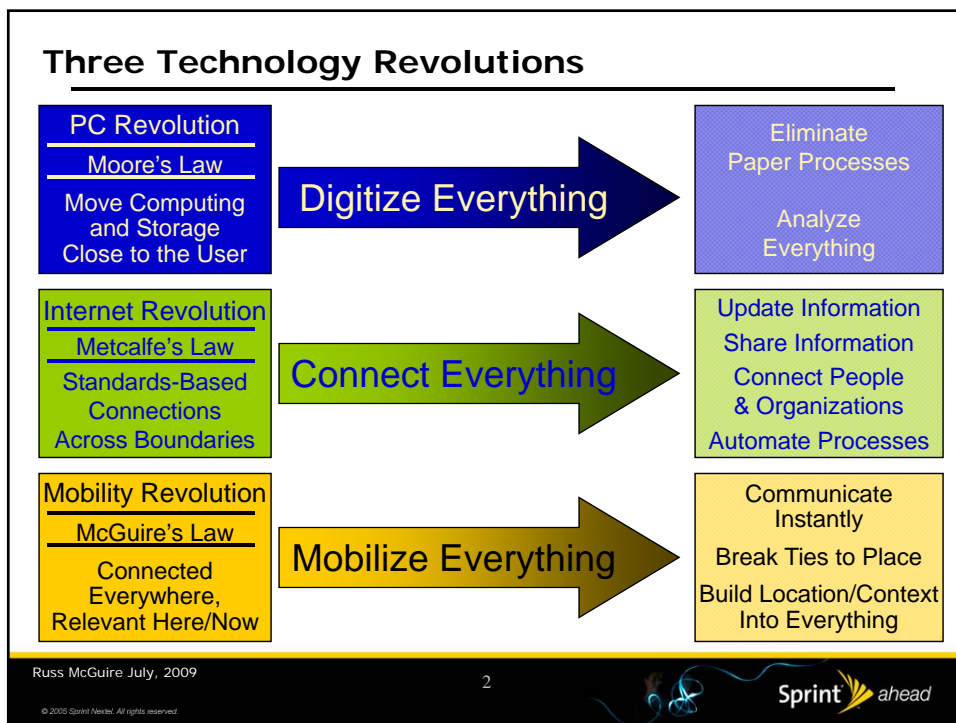 Three Technology Revolutions
PC Revolution
Moore's Law
Move Computing
and Storage
Close to the User
Digitize Everything
Eliminate
Paper Processes
Analyze
Everything
Internet Revolution
Metcalfe's Law
Standards-Based
Connections
Across Boundaries
Connect Everything
Update Information
Share Information
Connect People
& Organizations
Automate Processes
Mobility Revolution
McGuire's Law
Connected
Everywhere,
Relevant Here/Now
Mobilize Everything
Communicate
Instantly
Break Ties to Place
Build Location/Context
Into Everything
Russ McGuire July, 2009
2
© 2005 Sprint Nextel. All rights reserved.
Sprint ahead